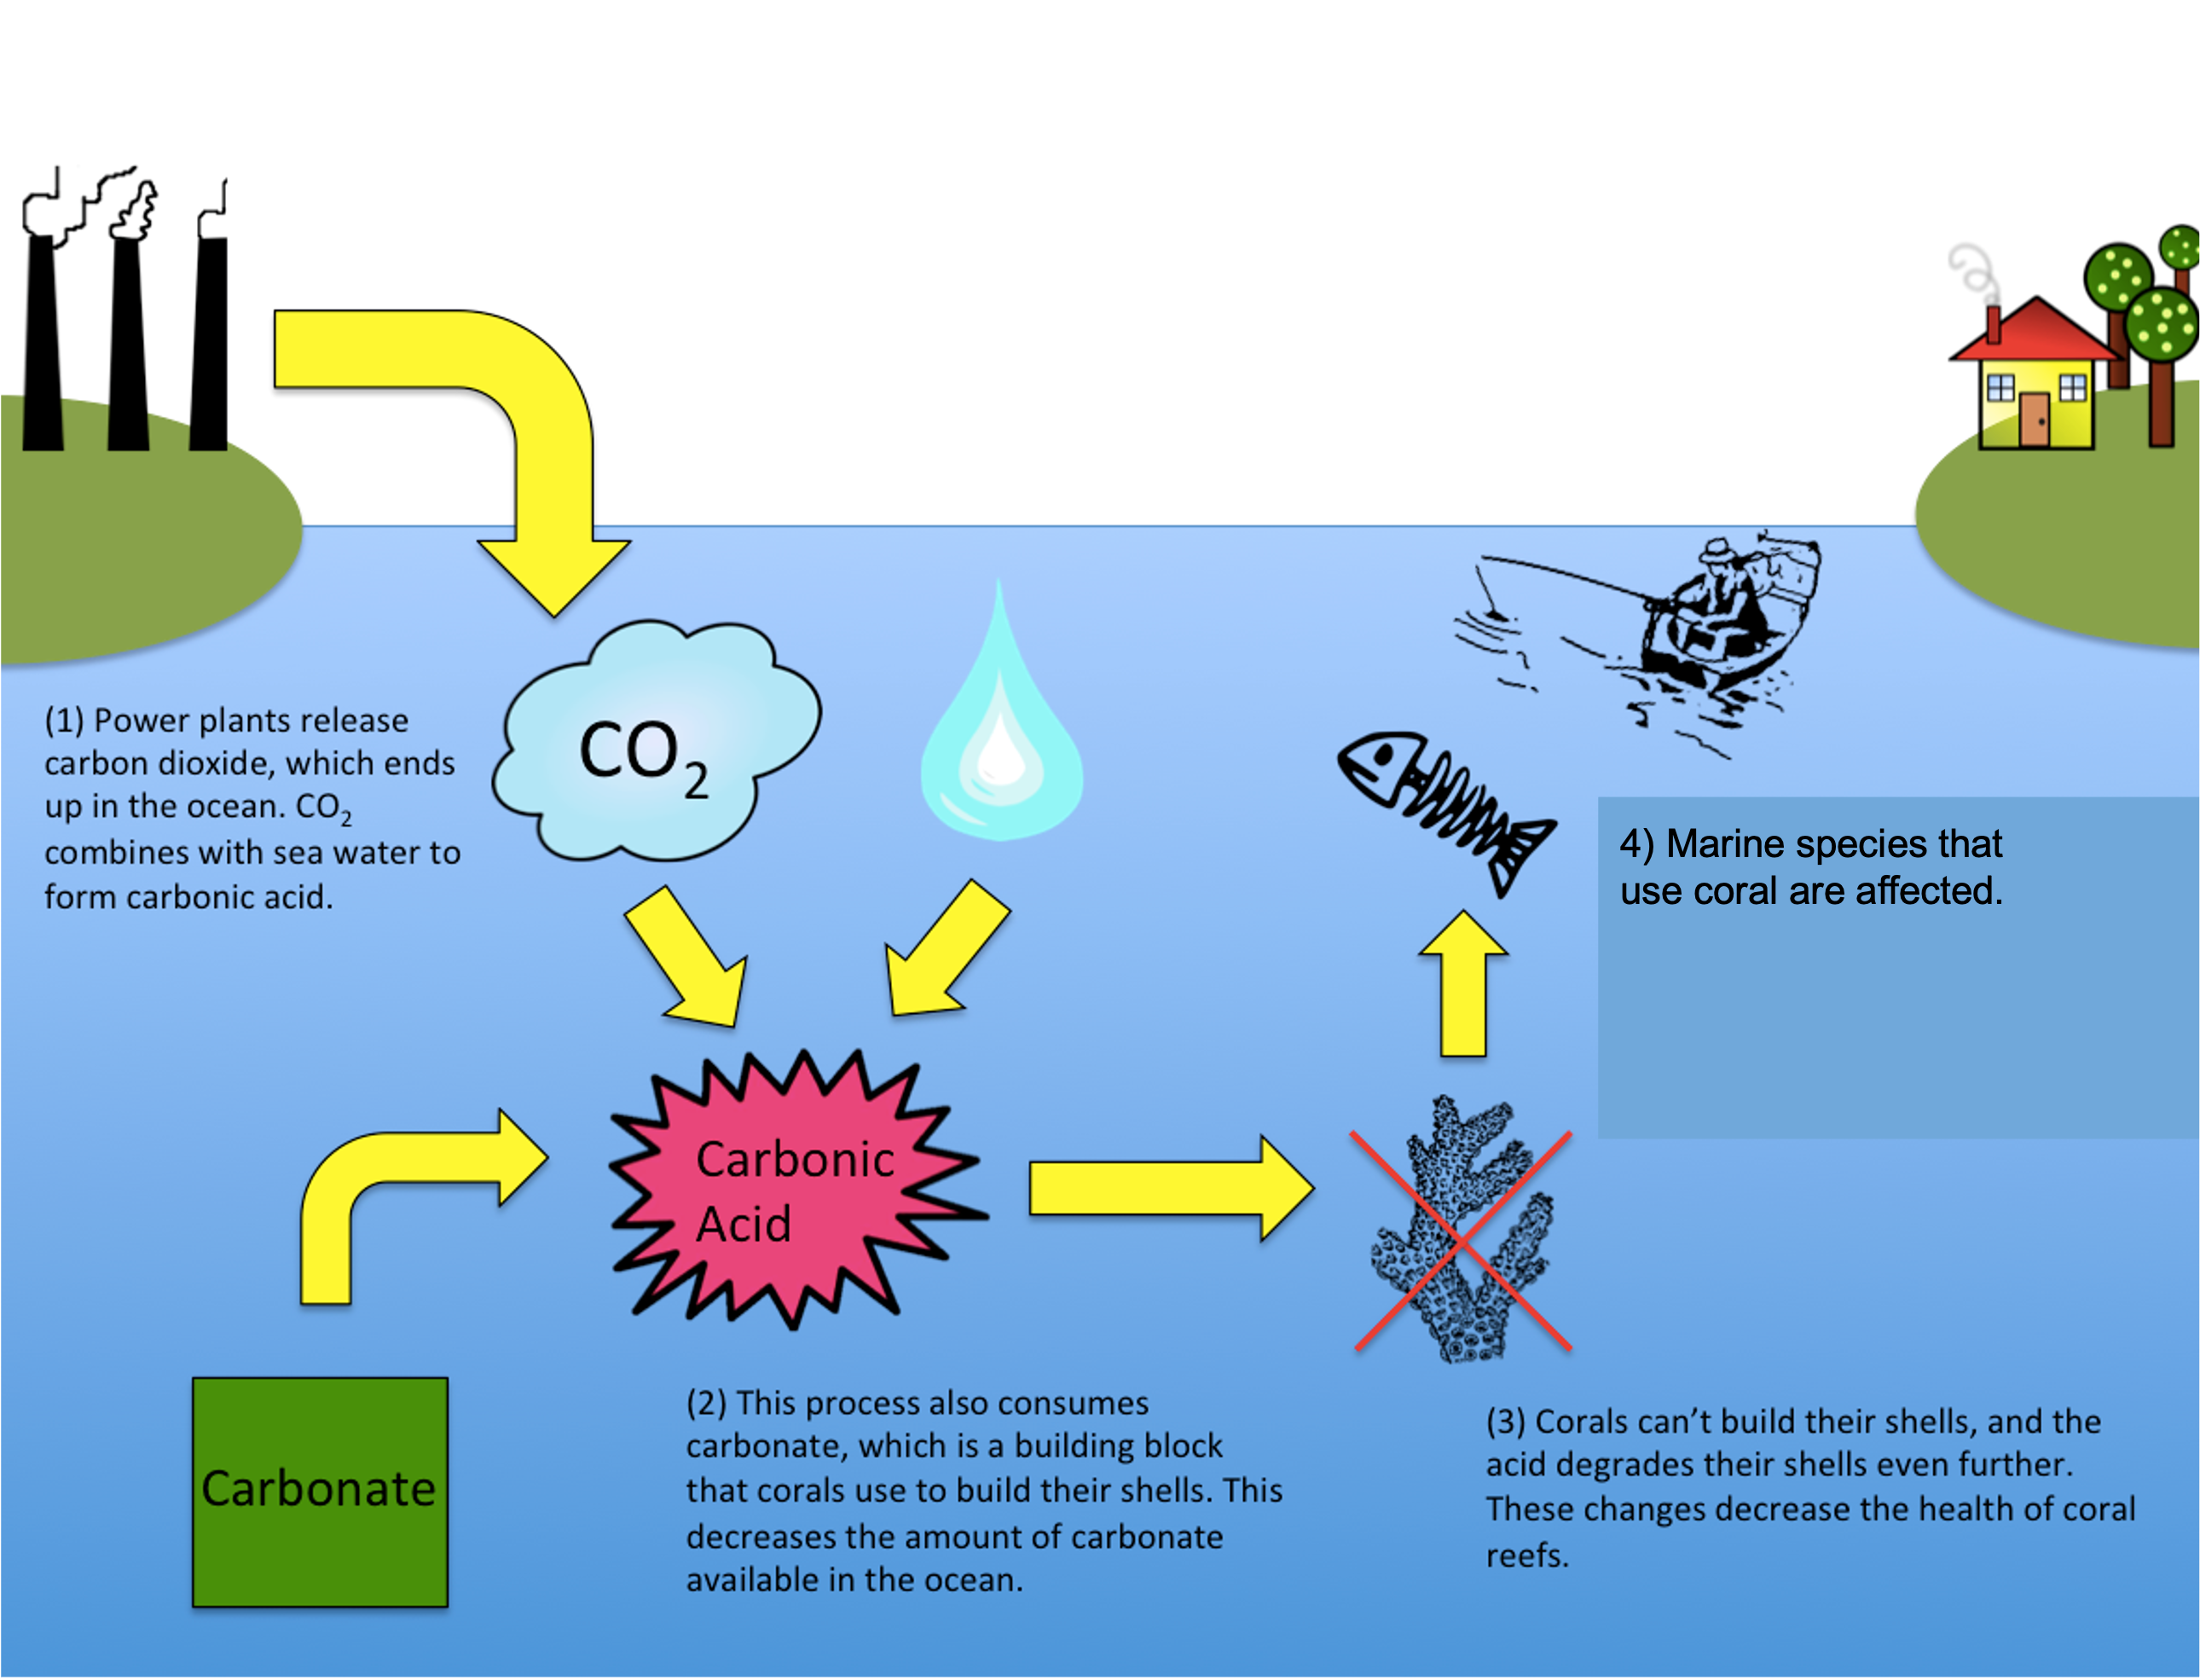 (1) Power plants release
carbon dioxide, which ends
up in the ocean. CO₂
combines with sea water to
form carbonic acid.
CO₂
4) Marine species that
use coral are affected.
Carbonic
Acid
Carbonate
(2) This process also consumes
carbonate, which is a building block
that corals use to build their shells. This
decreases the amount of carbonate
available in the ocean.
(3) Corals can’t build their shells, and the
acid degrades their shells even further.
These changes decrease the health of coral
reefs.